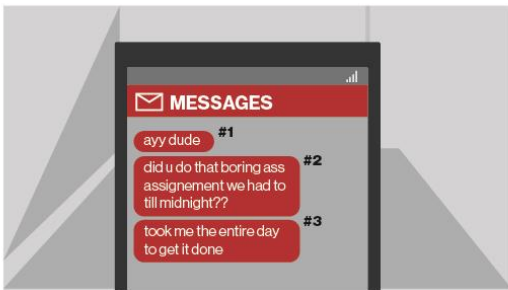 MESSAGES
ayy dude #1
did u do that boring ass #2
assignement we had to
till midnight??
took me the entire day #3
to get it done